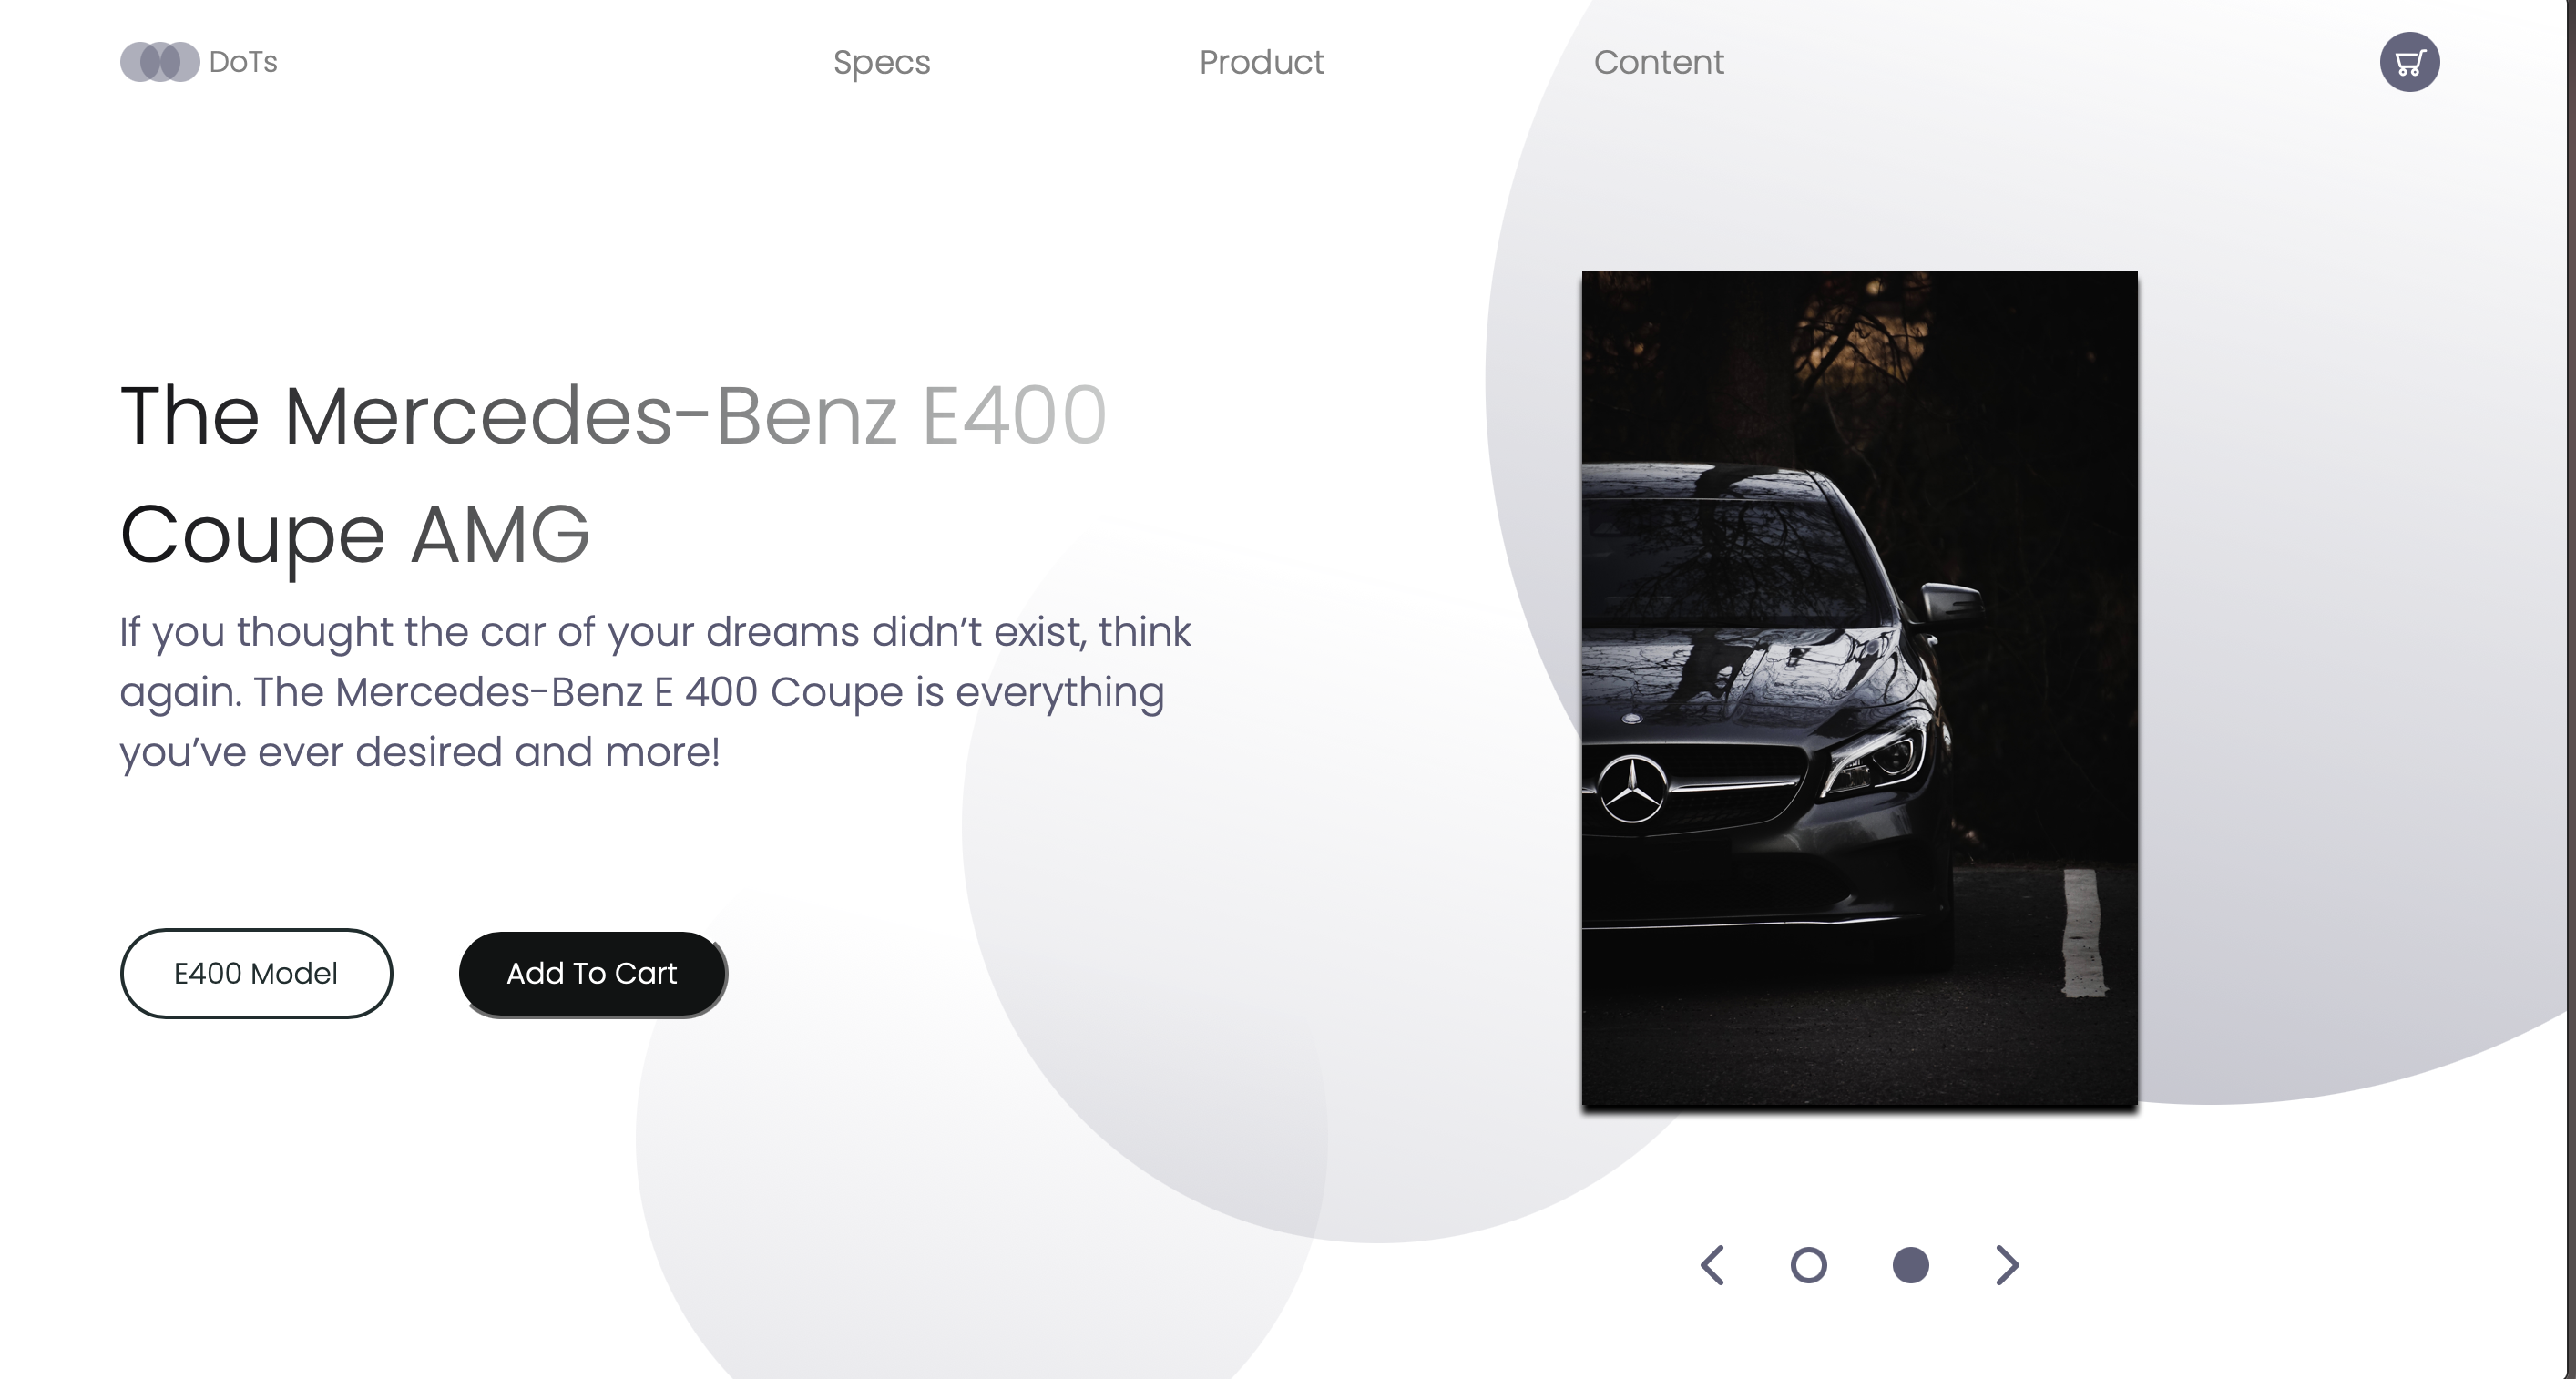 DoTs
Specs
Product
Content
The Mercedes-Benz E400
Coupe AMG
If you thought the car of your dreams didn’t exist, think
again. The Mercedes-Benz E 400 Coupe is everything
you’ve ever desired and more!
E400 Model
Add To Cart